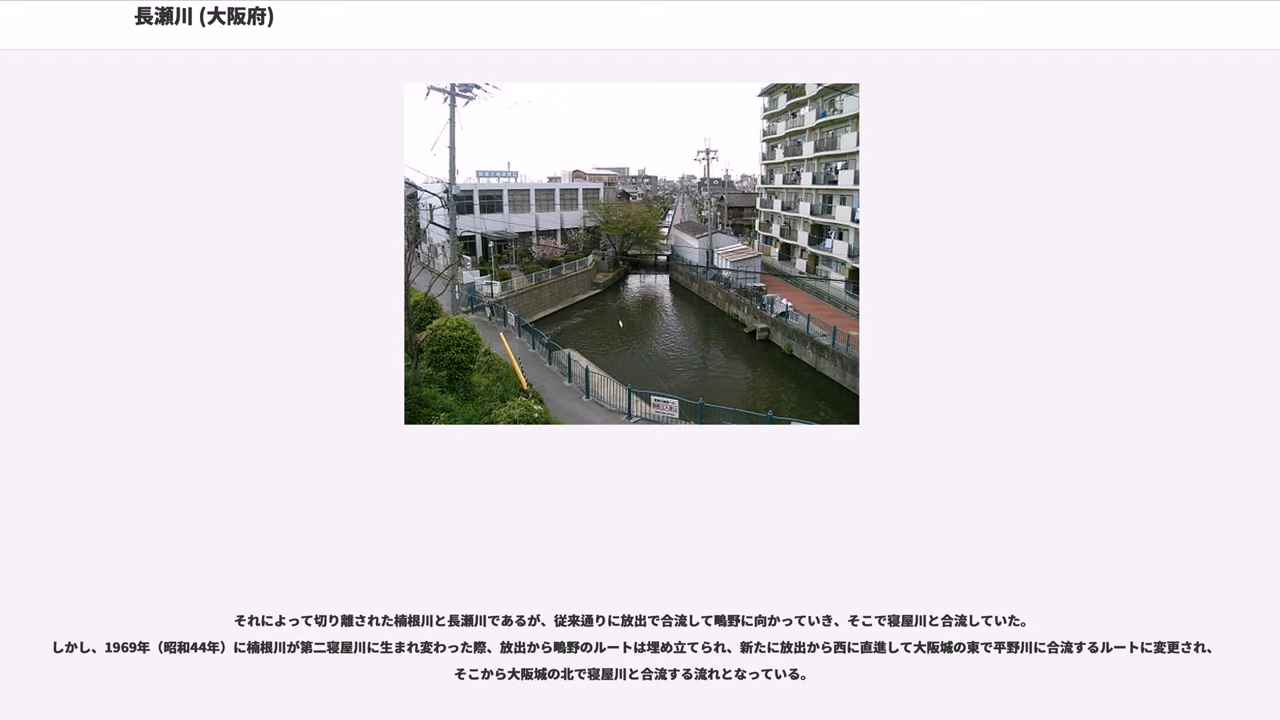 長瀬川 (大阪府)
それによって切り離された楠根川と長瀬川であるが、従来通りに放出で合流して鴫野に向かっていき、そこで寝屋川と合流していた。
しかし、1969年（昭和44年）に楠根川が第二寝屋川に生まれ変わった際、放出から鴫野のルートは埋め立てられ、新たに放出から西に直進して大阪城の東で平野川に合流するルートに変更され、
そこから大阪城の北で寝屋川と合流する流れとなっている。